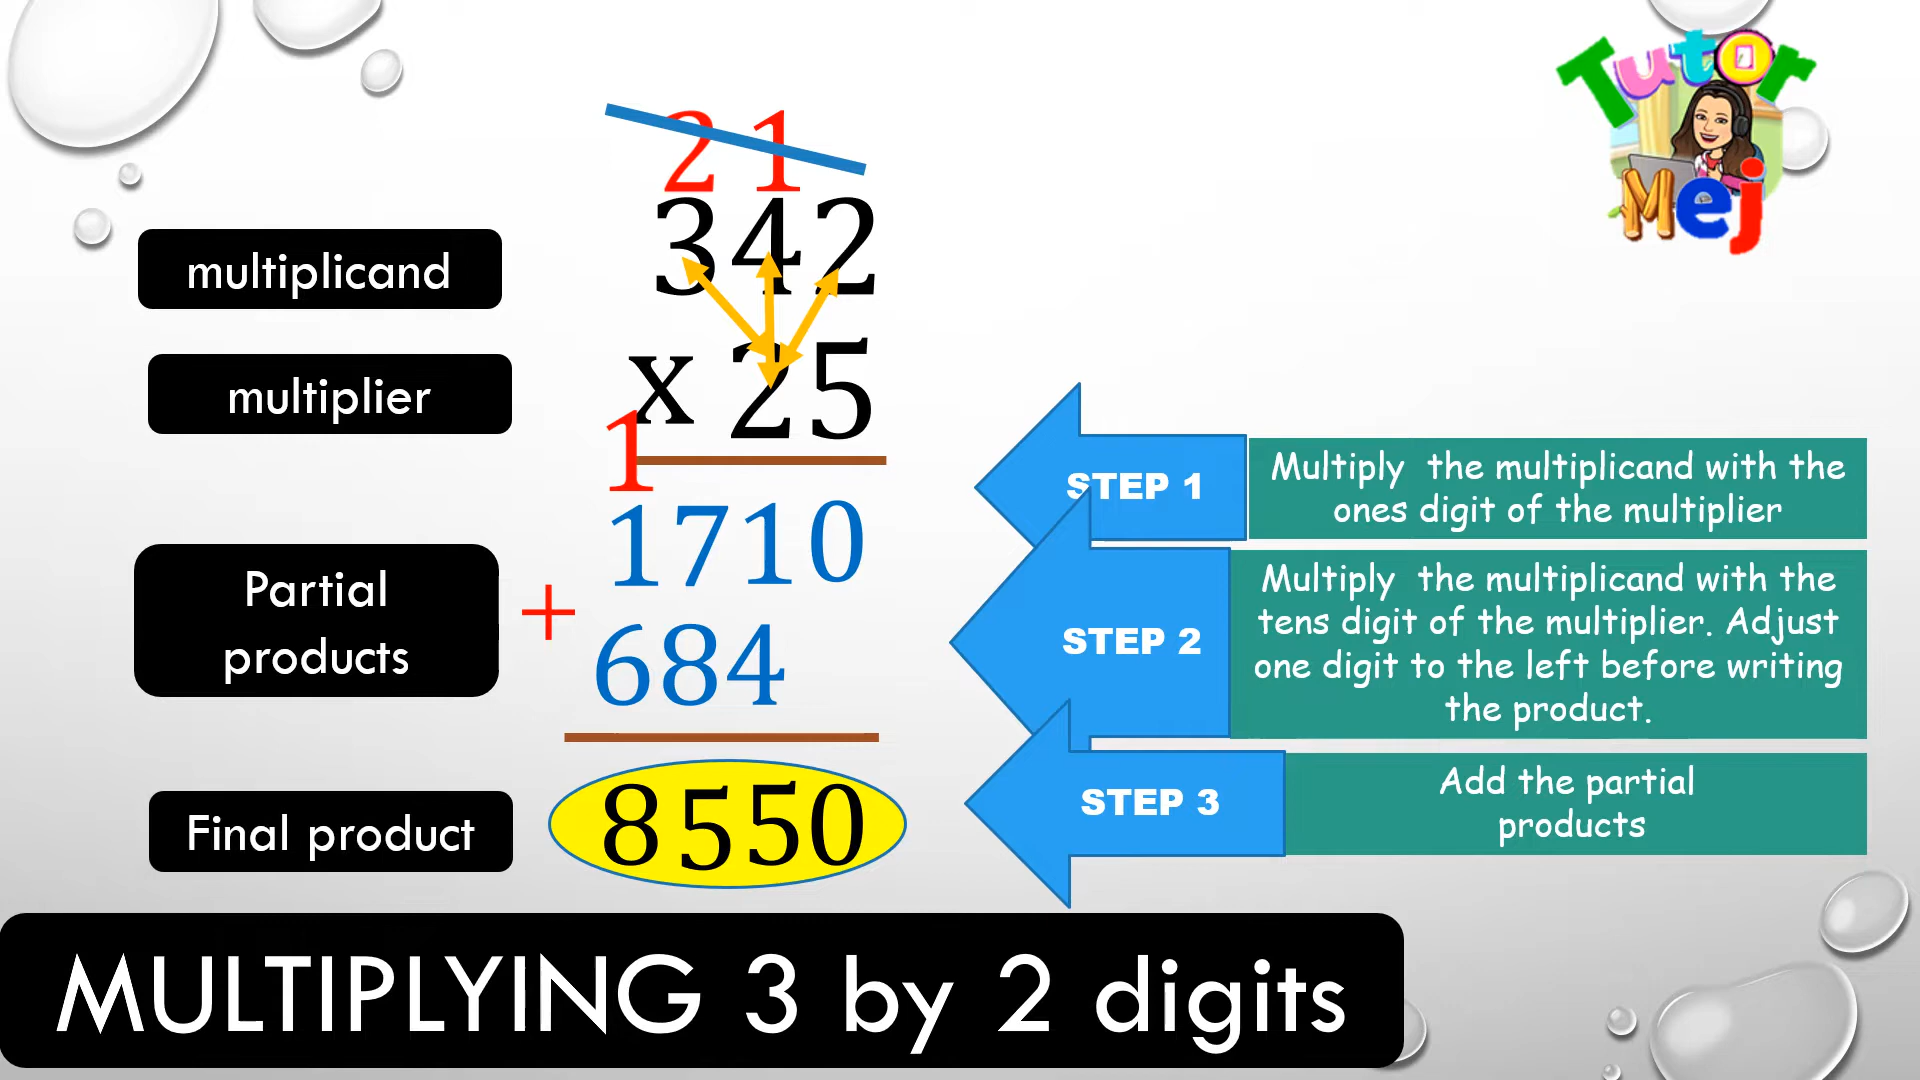 Tutor
Mej
2 1
342
multiplicand
x 25
multiplier
1
STEP 1
Multiply the multiplicand with the
ones digit of the multiplier
1710
Partial
products
+
684
STEP 2
Multiply the multiplicand with the
tens digit of the multiplier. Adjust
one digit to the left before writing
the product.
STEP 3
Add the partial
products
Final product
8550
MULTIPLYING 3 by 2 digits